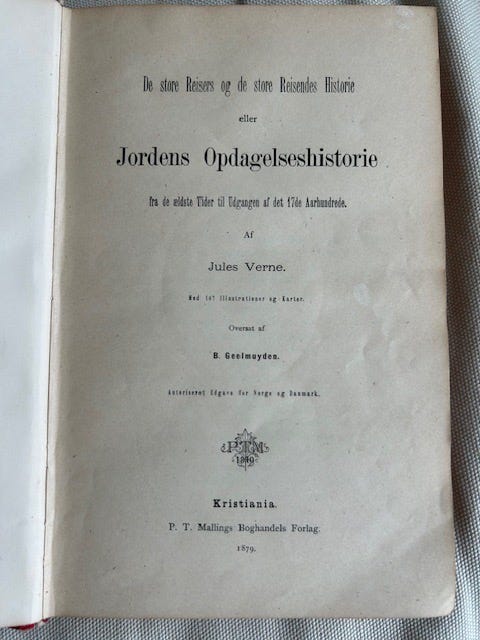 De store Reisers og de store Reisendes Historie
eller
Jordens Opdagelseshistorie
fra de ældste Tider til Udgangen af det 17de Aarhundrede.
Af
Jules Verne.
Med 167 Illustrationer og Karter.
Oversat af
B. Geelmuyden.
Autoriseret Udgave for Norge og Danmark.
PTM
1869
Kristiania.
P. T. Mallings Boghandels Forlag.
1879.